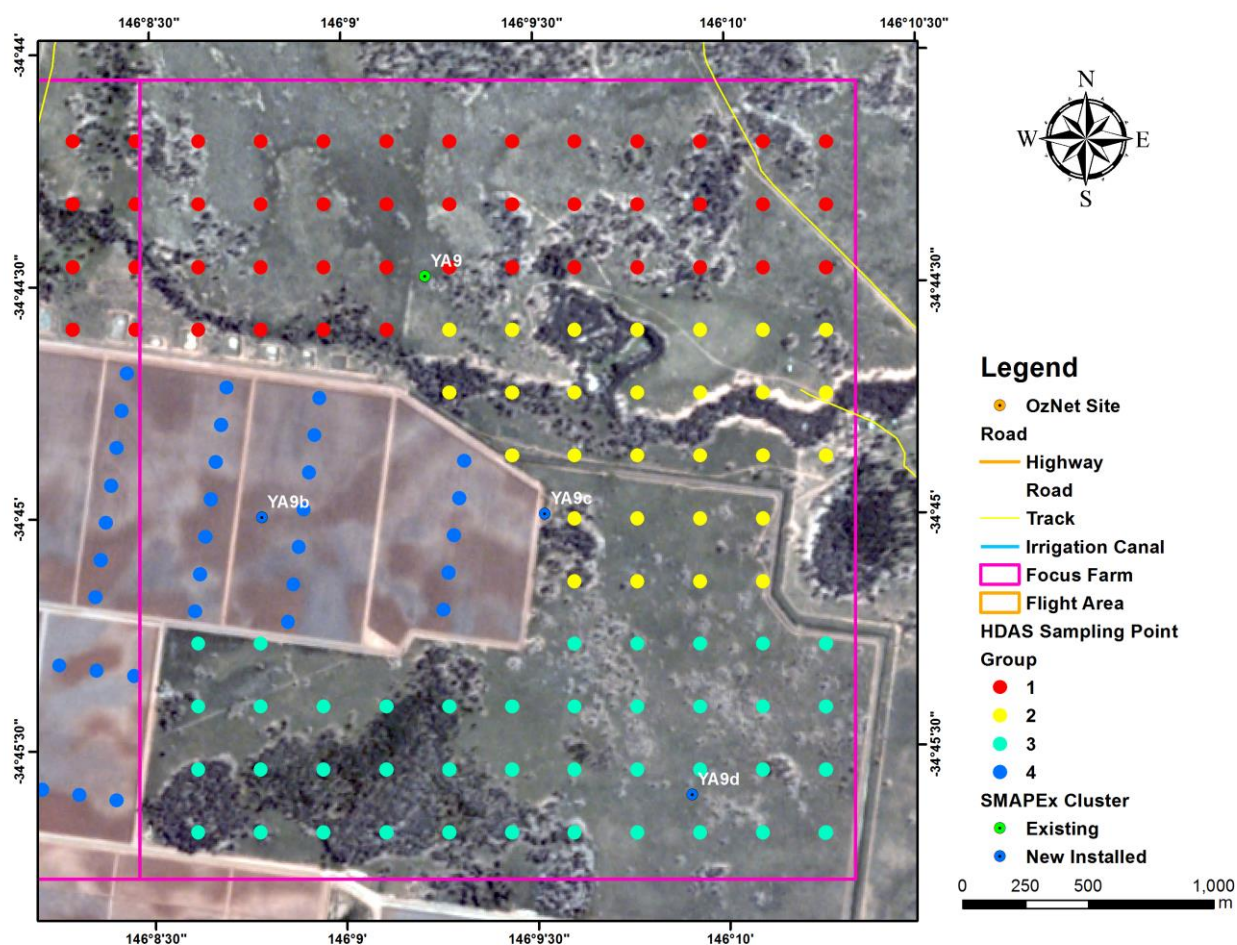 146°8'30" 146°9' 146°9'30" 146°10' 146°10'30"
-34°44' -34°44'
-34°44'30" -34°44'30"
-34°45' -34°45'
-34°45'30" -34°45'30"
N
W E
S
YA9
YA9b
YA9c
YA9d
146°8'30" 146°9' 146°9'30" 146°10'
Legend
OzNet Site
Road
Highway
Road
Track
Irrigation Canal
Focus Farm
Flight Area
HDAS Sampling Point
Group
1
2
3
4
SMAPEx Cluster
Existing
New Installed
0 250 500 1,000
m